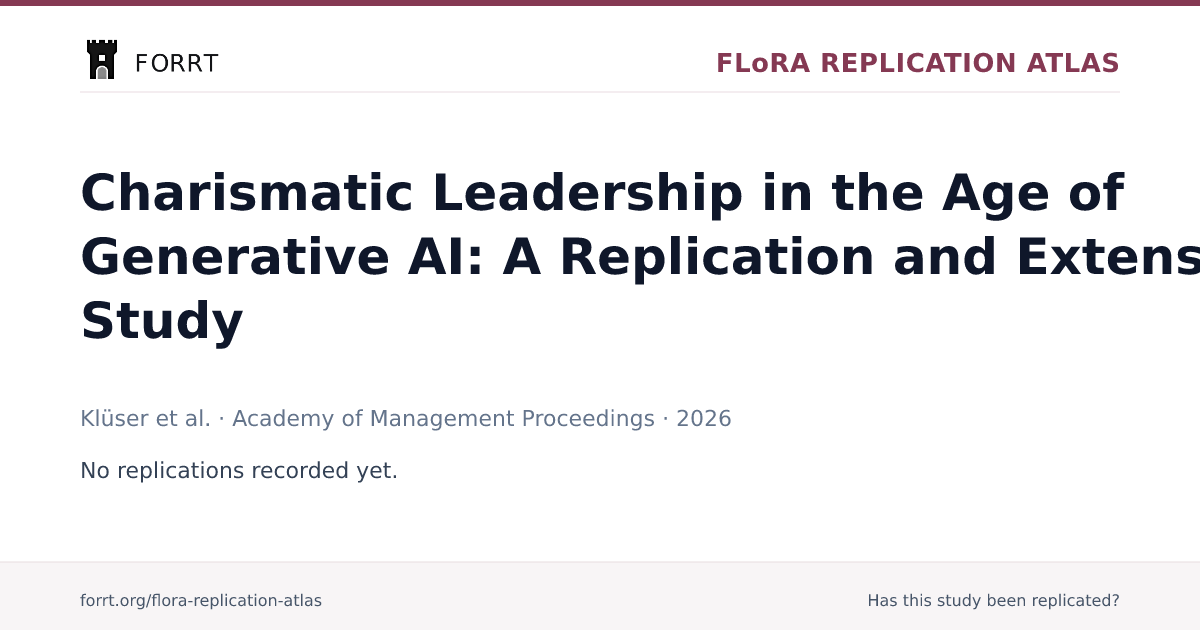 FORRT
FLoRA REPLICATION ATLAS
Charismatic Leadership in the Age of
Generative AI: A Replication and Extens
Study
Klüser et al. · Academy of Management Proceedings · 2026
No replications recorded yet.
forrt.org/flora-replication-atlas
Has this study been replicated?